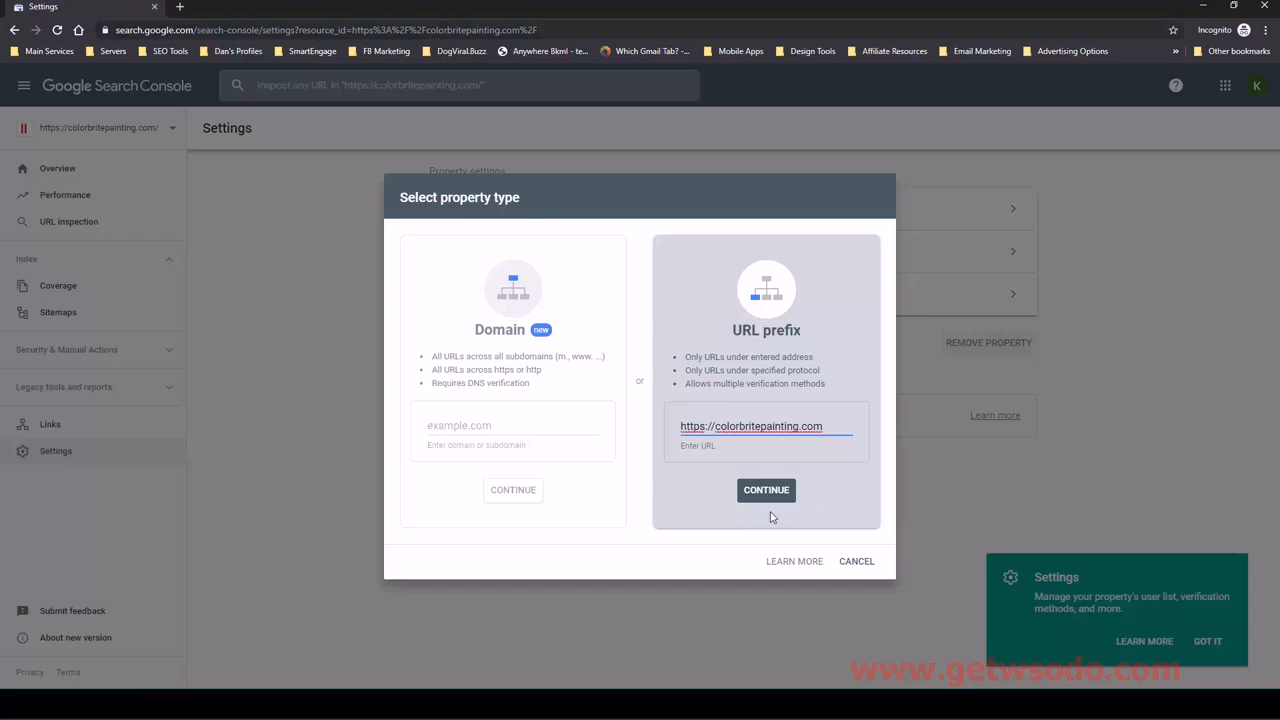 Settings
search.google.com/search-console/settings?resource_id=https%3A%2F%2Fcolorbritepainting.com%2F
Incognito
Main Services
Servers
SEO Tools
Dan's Profiles
SmartEngage
FB Marketing
DogViral.Buzz
Anywhere Bkml - te...
Which Gmail Tab? -...
Mobile Apps
Design Tools
Affiliate Resources
Email Marketing
Advertising Options
Other bookmarks
Google Search Console
Inspect any URL in "https://colorbritepainting.com/"
K
https://colorbritepainting.com/
Settings
Overview
Performance
URL inspection
Index
Coverage
Sitemaps
Security & Manual Actions
Legacy tools and reports
Links
Settings
Submit feedback
About new version
Privacy
Terms
Property settings
Select property type
Domain new
All URLs across all subdomains (m., www. ...)
All URLs across https or http
Requires DNS verification
example.com
Enter domain or subdomain
CONTINUE
or
URL prefix
Only URLs under entered address
Only URLs under specified protocol
Allows multiple verification methods
https://colorbritepainting.com
Enter URL
CONTINUE
LEARN MORE
CANCEL
REMOVE PROPERTY
Learn more
Settings
Manage your property's user list, verification
methods, and more.
LEARN MORE
GOT IT
www.getwsodo.com